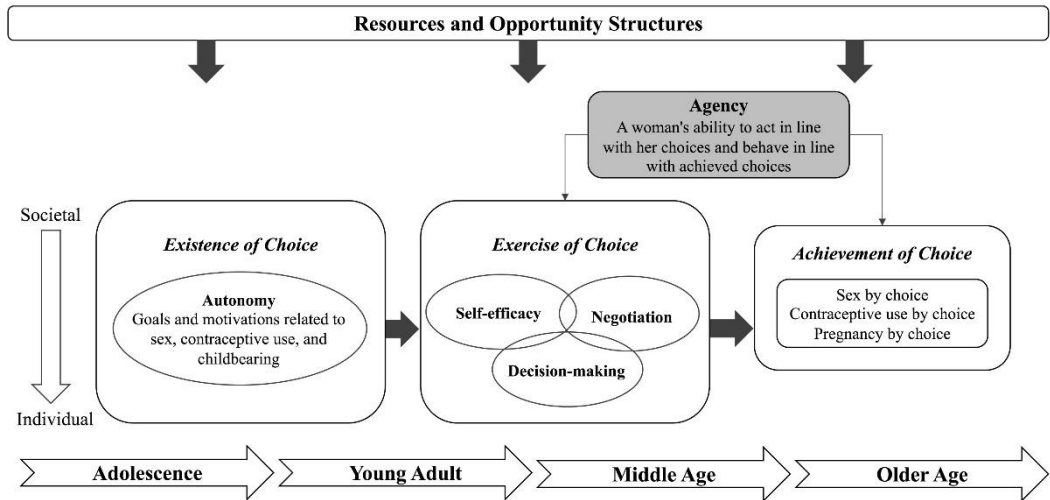 Resources and Opportunity Structures
Agency
A woman's ability to act in line
with her choices and behave in line
with achieved choices
Societal
Individual
Existence of Choice
Autonomy
Goals and motivations related to
sex, contraceptive use, and
childbearing
Exercise of Choice
Self-efficacy
Negotiation
Decision-making
Achievement of Choice
Sex by choice
Contraceptive use by choice
Pregnancy by choice
Adolescence
Young Adult
Middle Age
Older Age